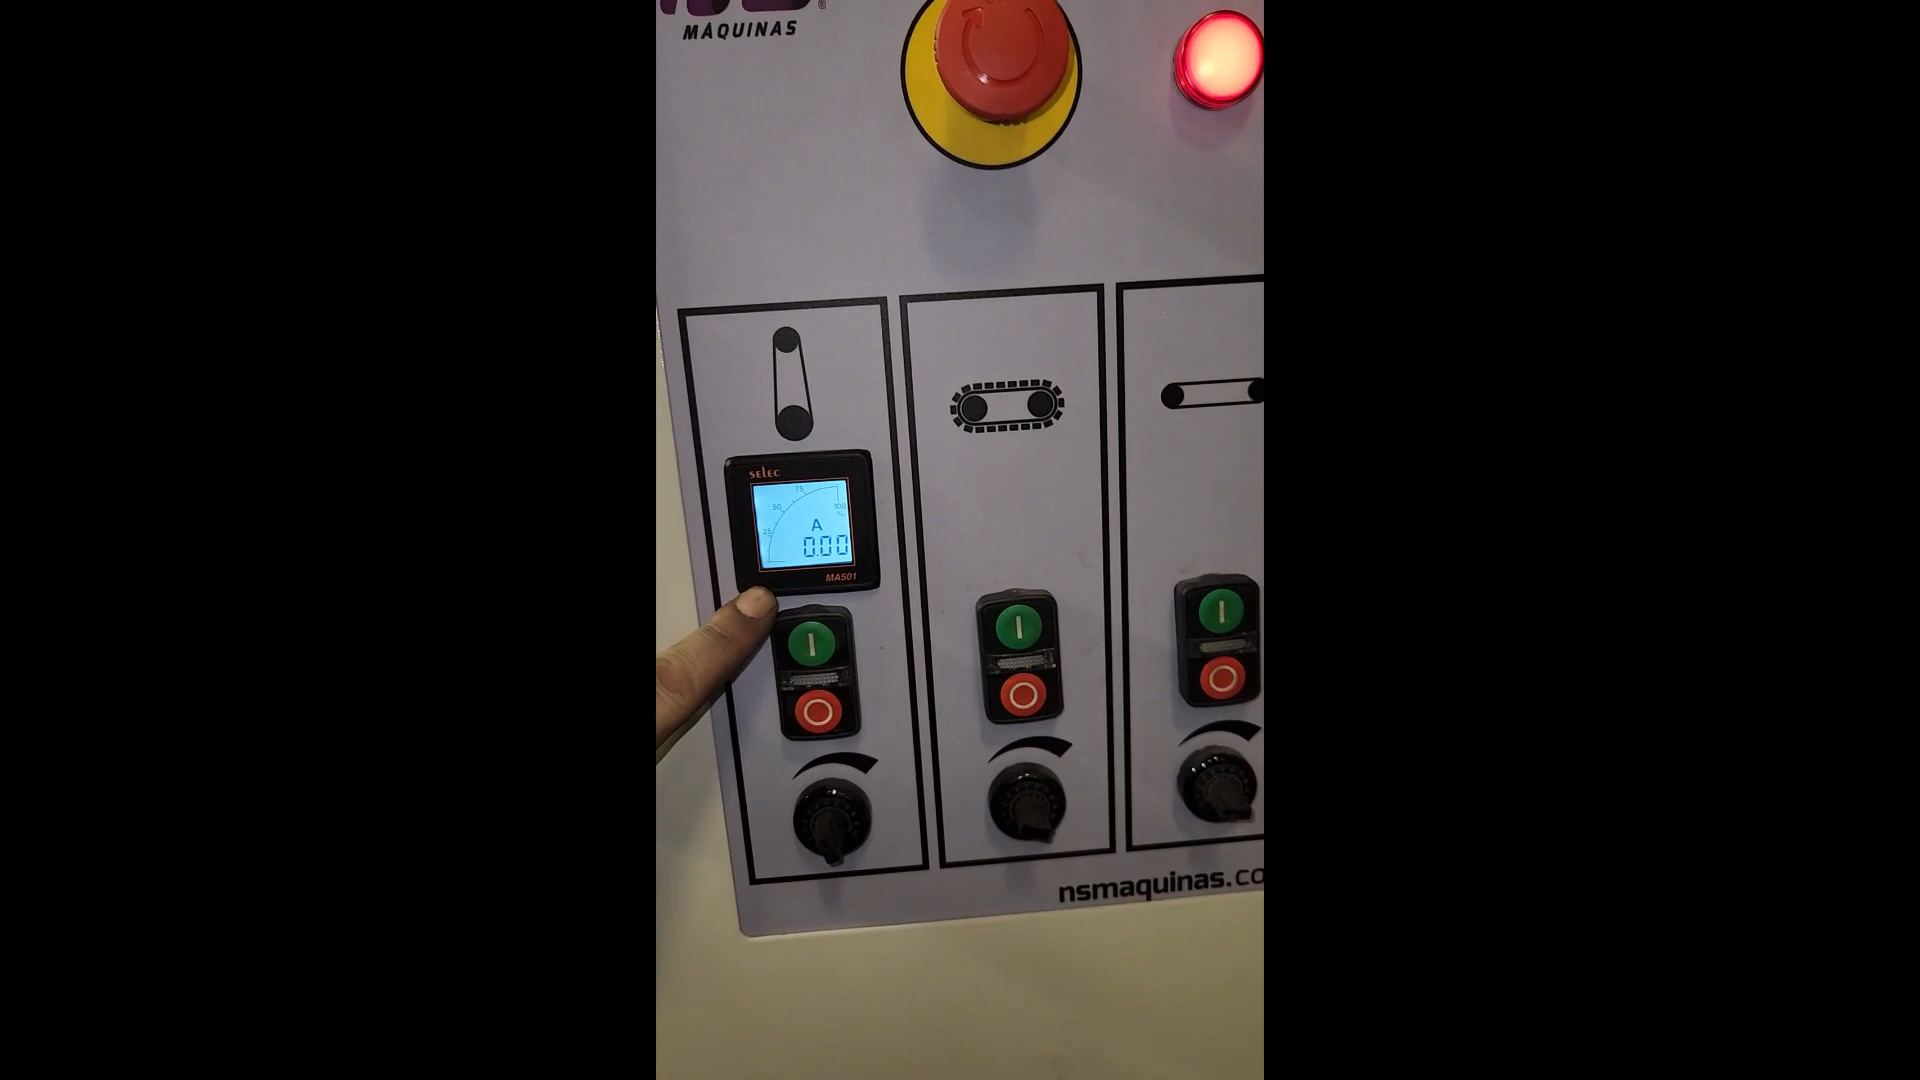 MÁQUINAS
selec
75
50
100
%
25
A
0.00
MA501
I
I
I
O
O
O
nsmaquinas.co